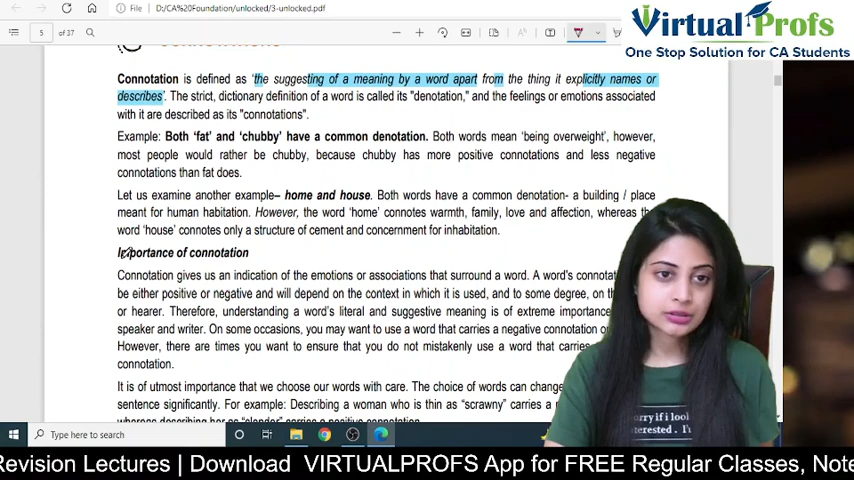 File
D:/CA%20Foundation/unlocked/3-unlocked.pdf
Virtual Profs
One Stop Solution for CA Students
5 of 37
Connotation is defined as 'the suggesting of a meaning by a word apart from the thing it explicitly names or
describes'. The strict, dictionary definition of a word is called its "denotation," and the feelings or emotions associated
with it are described as its "connotations".
Example: Both 'fat' and 'chubby' have a common denotation. Both words mean 'being overweight', however,
most people would rather be chubby, because chubby has more positive connotations and less negative
connotations than fat does.
Let us examine another example– home and house. Both words have a common denotation- a building / place
meant for human habitation. However, the word 'home' connotes warmth, family, love and affection, whereas the
word 'house' connotes only a structure of cement and concernment for inhabitation.
Importance of connotation
Connotation gives us an indication of the emotions or associations that surround a word. A word's
be either positive or negative and will depend on the context in which it is used, and to some degree, on
or hearer. Therefore, understanding a word's literal and suggestive meaning is of extreme importance
speaker and writer. On some occasions, you may want to use a word that carries a negative connotation
However, there are times you want to ensure that you do not mistakenly use a word that carries
connotation.
It is of utmost importance that we choose our words with care. The choice of words can change
sentence significantly. For example: Describing a woman who is thin as "scrawny" carries a
whereas describing her as "slender" carries a positive connotation
if i
interested.
Type here to search
Revision Lectures | Download VIRTUALPROFS App for FREE Regular Classes,